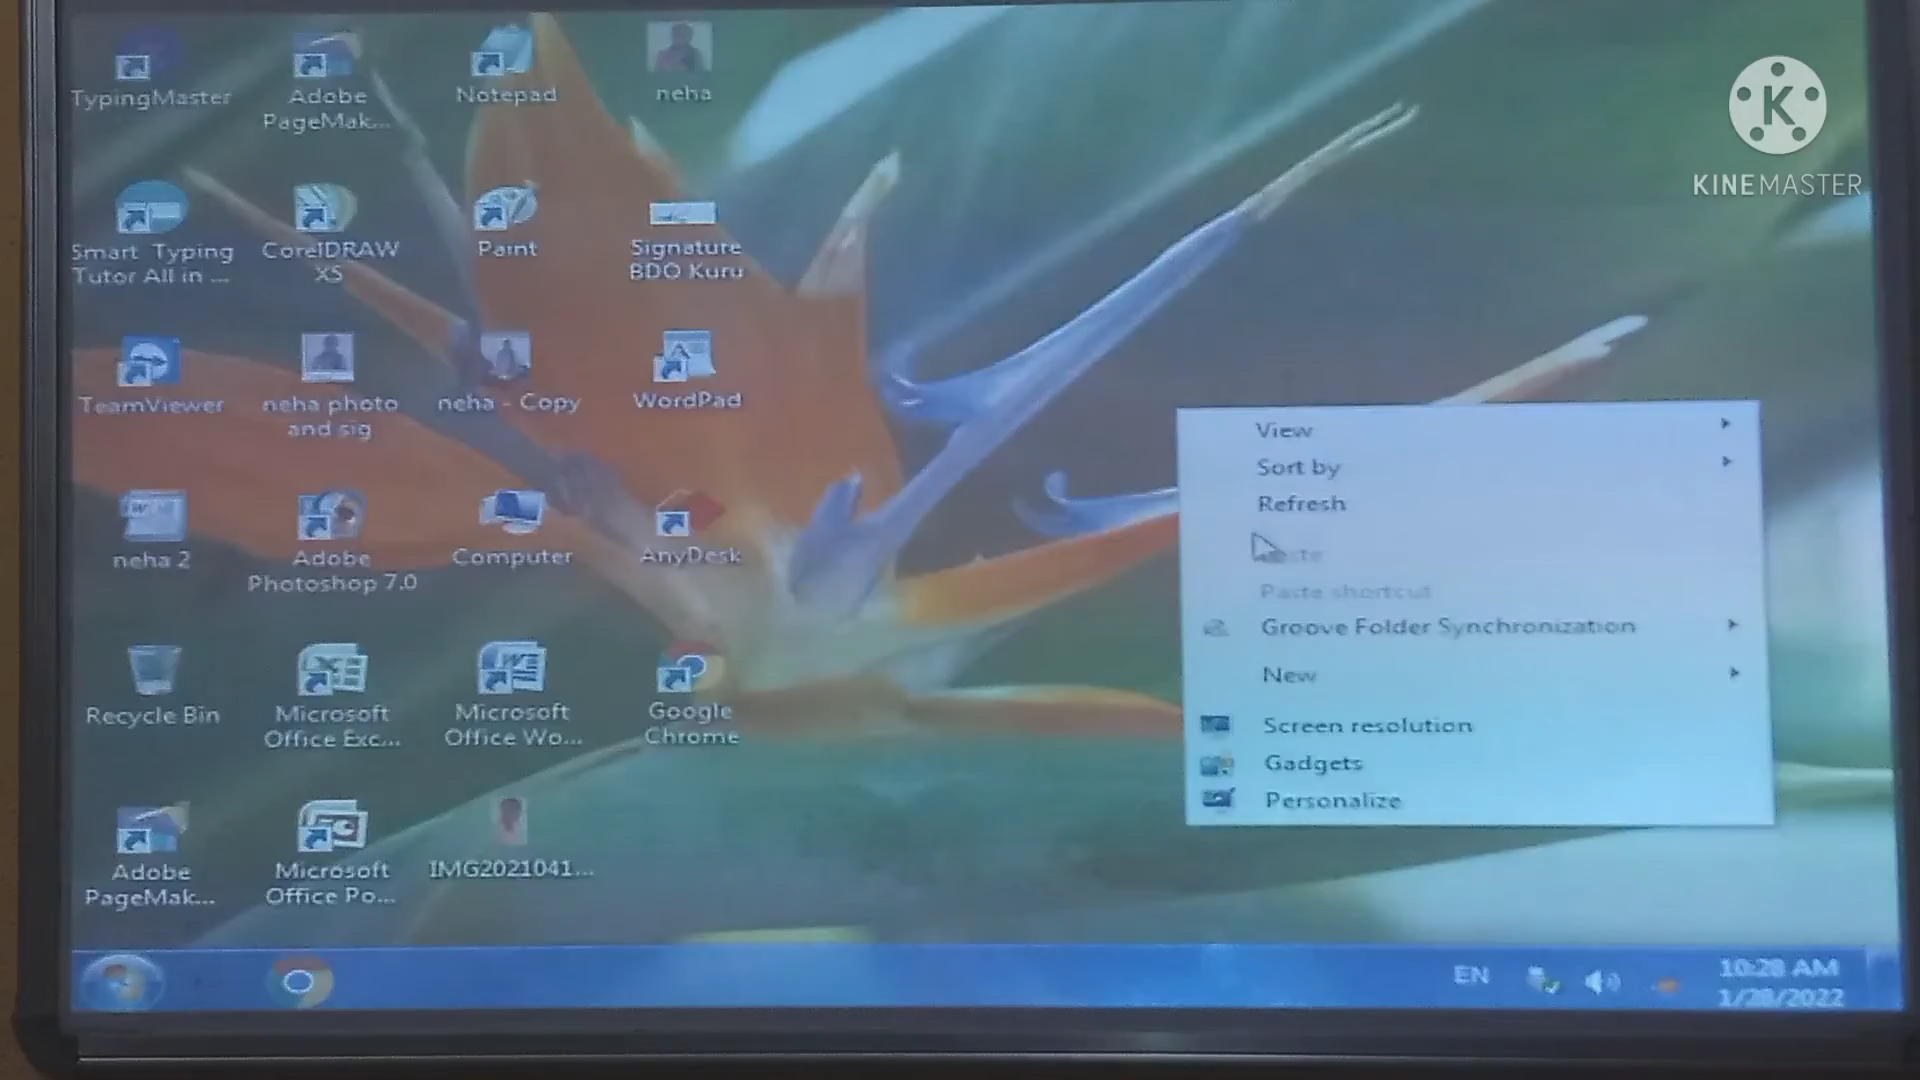 TypingMaster
Adobe
PageMak...
Notepad
neha
Smart Typing
Tutor All in ...
CorelDRAW
X5
Paint
Signature
BDO Kuru
TeamViewer
neha photo
and sig
neha - Copy
WordPad
neha 2
Adobe
Photoshop 7.0
Computer
AnyDesk
Recycle Bin
Microsoft
Office Exc...
Microsoft
Office Wo...
Google
Chrome
Adobe
PageMak...
Microsoft
Office Po...
IMG2021041...
View
Sort by
Refresh
Paste shortcut
Groove Folder Synchronization
New
Screen resolution
Gadgets
Personalize
EN
10:28 AM
1/28/2022
K
KINEMASTER